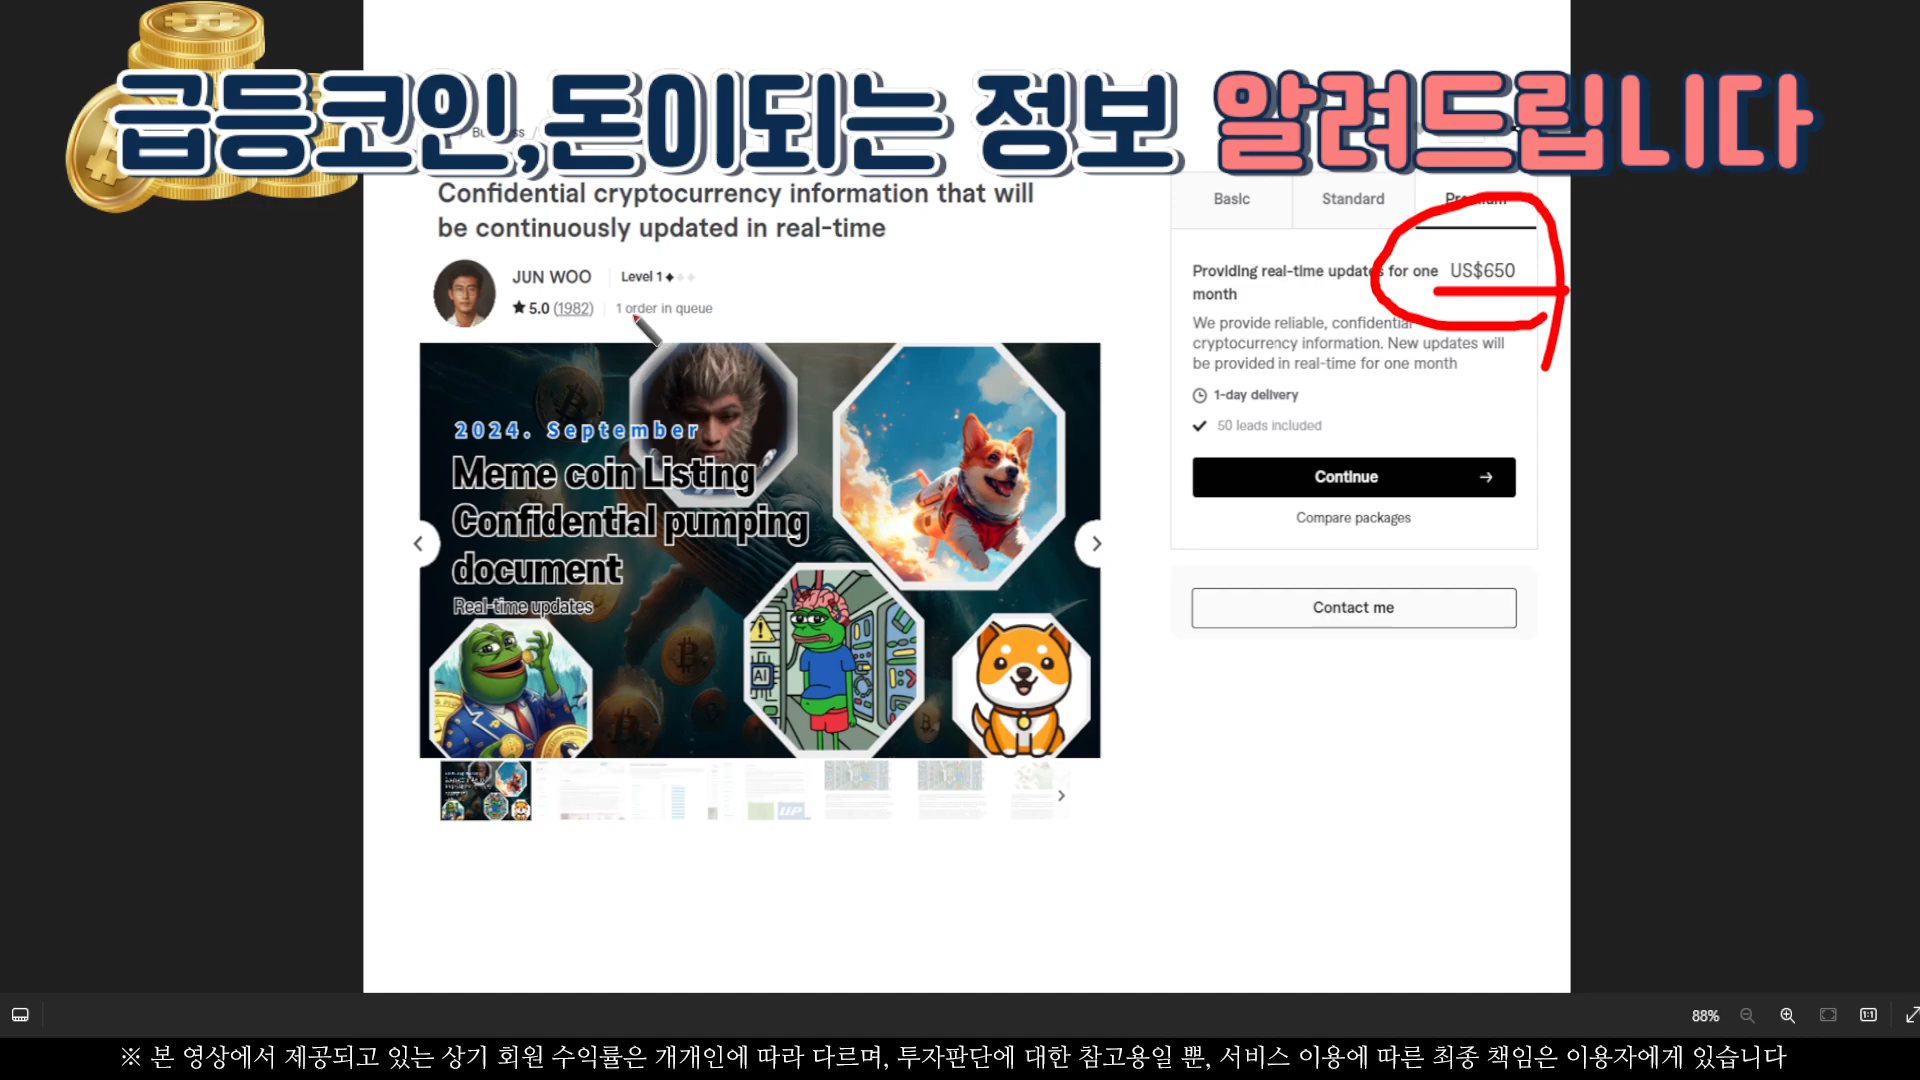 급등코인,돈이되는 정보 알려드립니다
Confidential cryptocurrency information that will
be continuously updated in real-time
JUN WOO
Level 1
5.0 (1982)
1 order in queue
2024. September
Meme coin Listing
Confidential pumping
document
Real-time updates
AI
UP
Basic
Standard
Premium
Providing real-time updates for one
month
US$650
We provide reliable, confidential
cryptocurrency information. New updates will
be provided in real-time for one month
1-day delivery
50 leads included
Continue
Compare packages
Contact me
88%
1:1
※ 본 영상에서 제공되고 있는 상기 회원 수익률은 개개인에 따라 다르며, 투자판단에 대한 참고용일 뿐, 서비스 이용에 따른 최종 책임은 이용자에게 있습니다